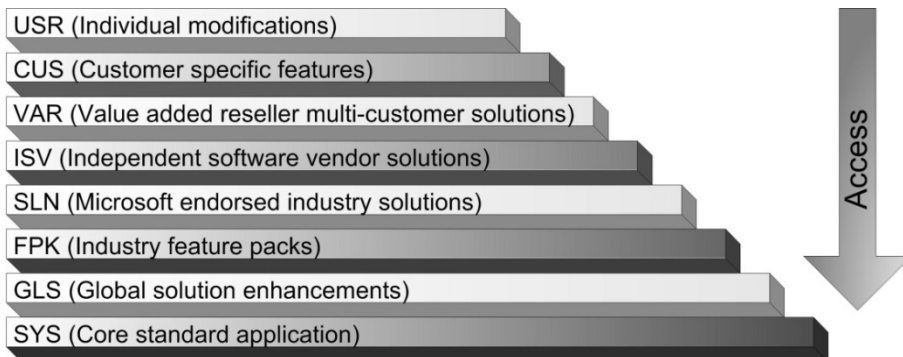 USR (Individual modifications)
CUS (Customer specific features)
VAR (Value added reseller multi-customer solutions)
ISV (Independent software vendor solutions)
SLN (Microsoft endorsed industry solutions)
FPK (Industry feature packs)
GLS (Global solution enhancements)
SYS (Core standard application)
Access